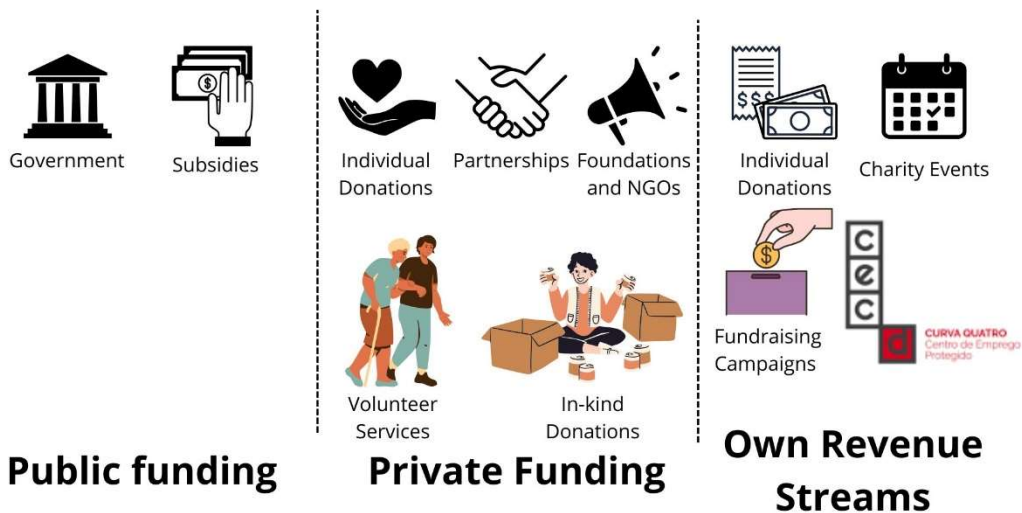 Government
Subsidies
Public funding
Individual
Donations
Partnerships
Foundations
and NGOs
Volunteer
Services
In-kind
Donations
Private Funding
$$$
Individual
Donations
Charity Events
Fundraising
Campaigns
c
e
c
d
CURVA QUATRO
Centro de Emprego
Protegido
Own Revenue
Streams